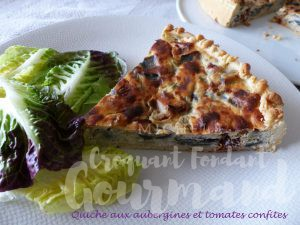 Croquant Fondant
Gourmand
Quiche aux aubergines et tomates confites